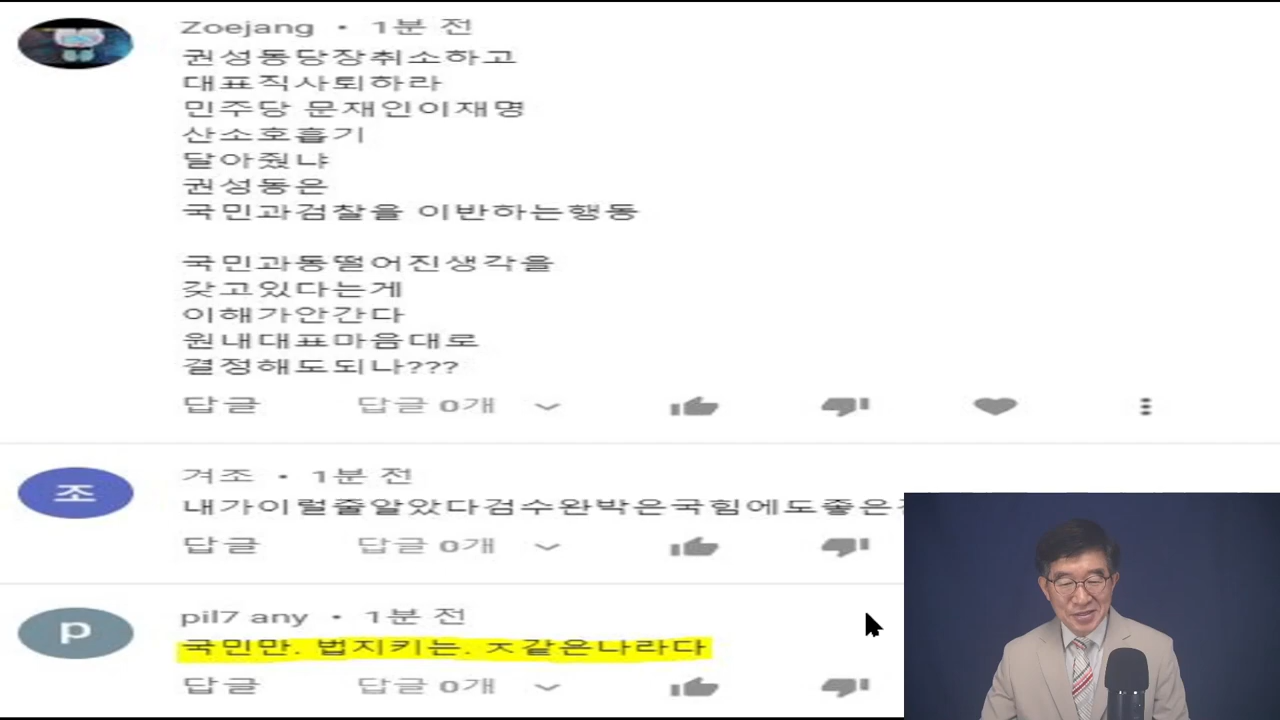 Zoejang • 1분 전
권성동당장취소하고
대표직사퇴하라
민주당 문재인이재명
산소호흡기
달아줬냐
권성동은
국민과검찰을 이반하는행동
국민과동떨어진생각을
갖고있다는게
이해가안간다
원내대표마음대로
결정해도되나???
답글 답글 0개
조
겨조 • 1분 전
내가이럴줄알았다검수완박은국힘에도좋은
답글 답글 0개
p
pil7 any • 1분 전
국민만. 법지키는. ㅈ같은나라다
답글 답글 0개